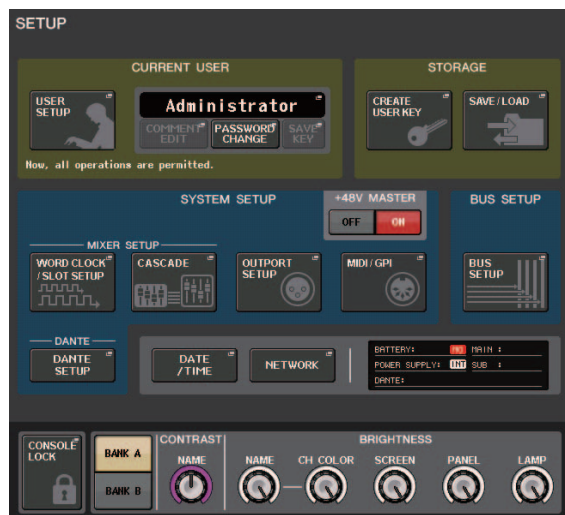 SETUP
CURRENT USER
STORAGE
USER
SETUP
Administrator
COMMENT
EDIT
PASSWORD
CHANGE
SAVE
KEY
CREATE
USER KEY
SAVE/LOAD
Now, all operations are permitted.
SYSTEM SETUP
+48V MASTER
OFF
ON
BUS SETUP
MIXER SETUP
WORD CLOCK
/SLOT SETUP
CASCADE
OUTPORT
SETUP
MIDI/GPI
BUS
SETUP
DANTE
DANTE
SETUP
DATE
/TIME
NETWORK
BATTERY: NO MAIN :
POWER SUPPLY: INT SUB :
DANTE:
CONSOLE
LOCK
BANK A
BANK B
CONTRAST
NAME
BRIGHTNESS
NAME
CH COLOR
SCREEN
PANEL
LAMP